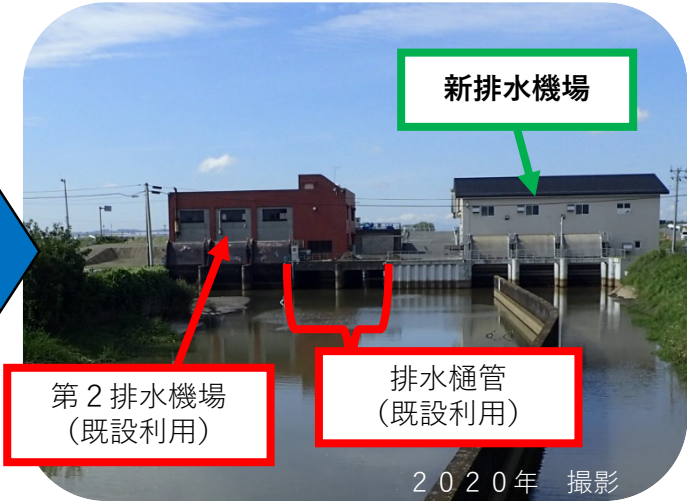 新排水機場
第２排水機場
（既設利用）
排水樋管
（既設利用）
２０２０年　撮影